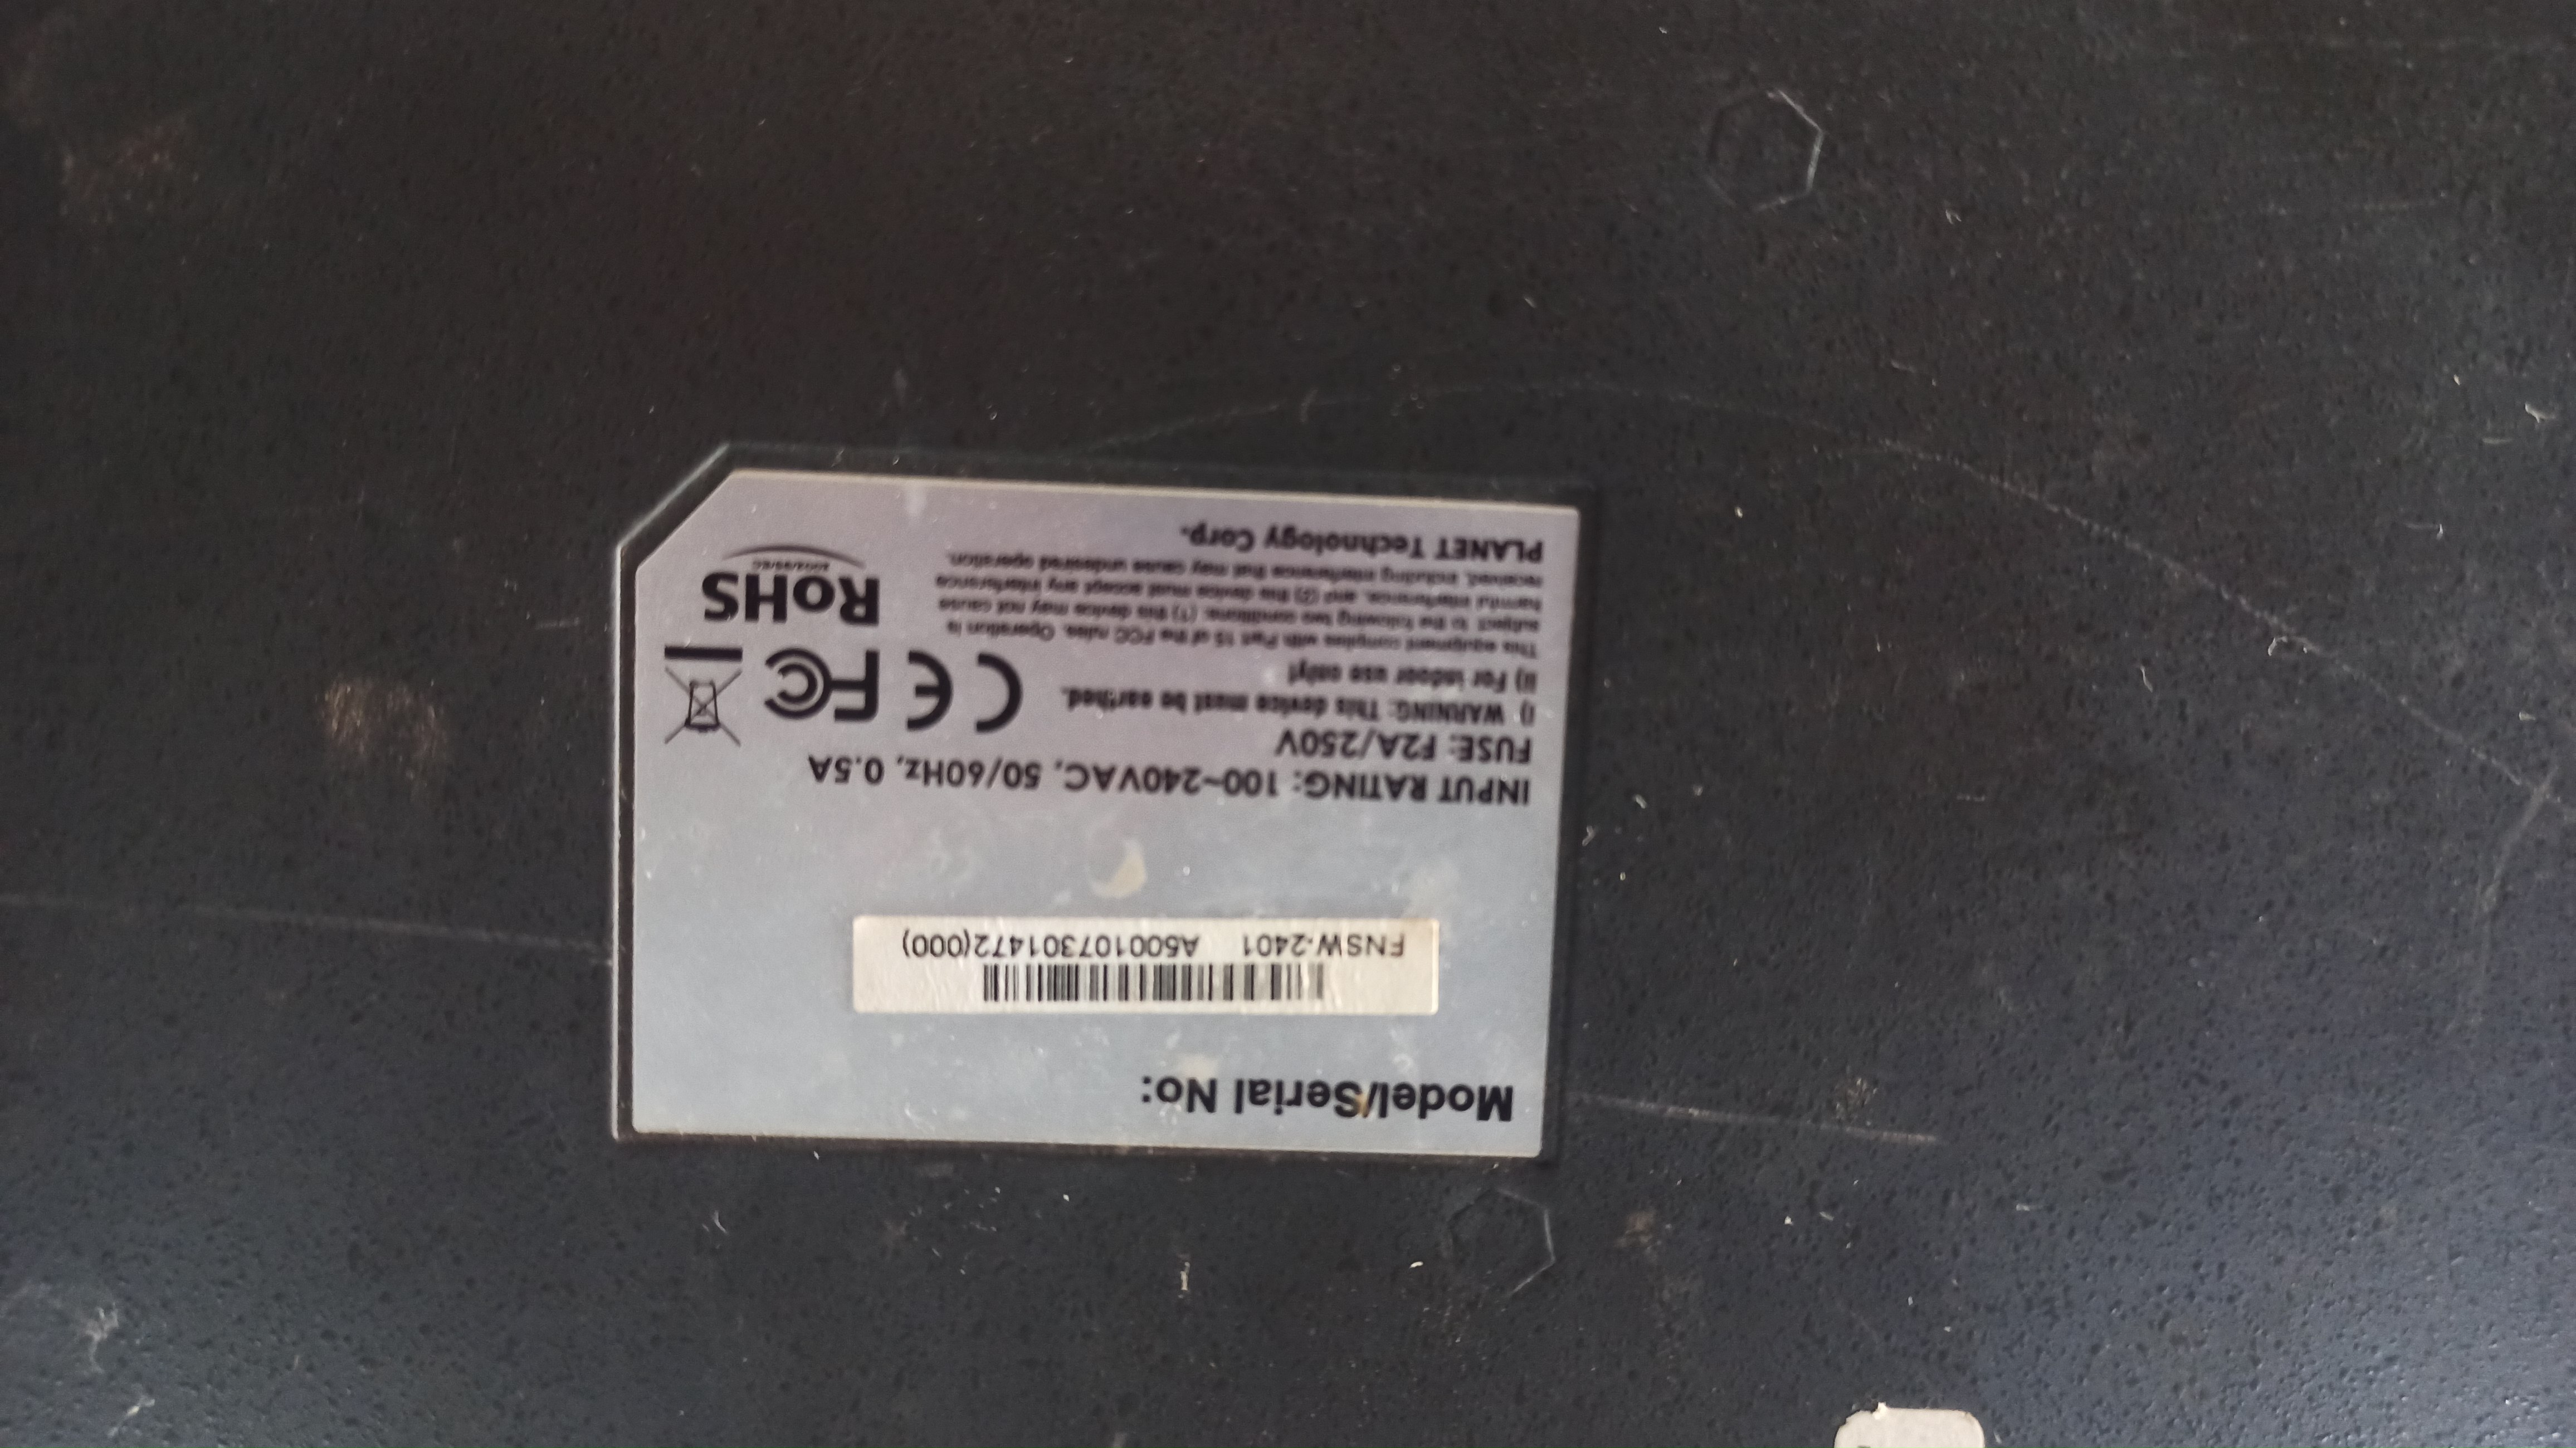 Model/Serial No:
FNSW-2401 A500107301472(000)
INPUT RATING: 100~240VAC, 50/60Hz, 0.5A
FUSE: F2A/250V
i) WARNING: This device must be earthed.
ii) For indoor use only!
CE FC
This equipment complies with Part 15 of the FCC rules. Operation is
subject to the following two conditions: (1) this device may not cause
harmful interference, and (2) this device must accept any interference
received, including interference that may cause undesired operation.
RoHS
2002/95/EC
PLANET Technology Corp.